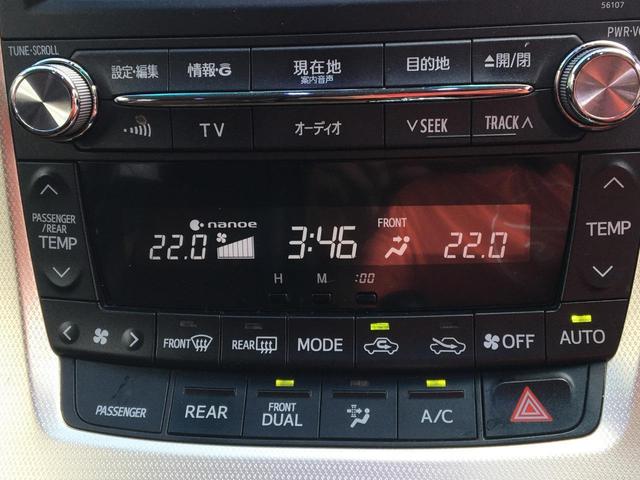 56107
TUNE·SCROLL
設定・編集 情報・G 現在地 目的地 ⏏開/閉
案内音声
TV オーディオ ∨SEEK TRACK∧
nanoe
FRONT
22.0 3:46 22.0
H M :00
PASSENGER
/REAR
TEMP
TEMP
FRONT REAR MODE OFF AUTO
PASSENGER REAR FRONT
DUAL A/C